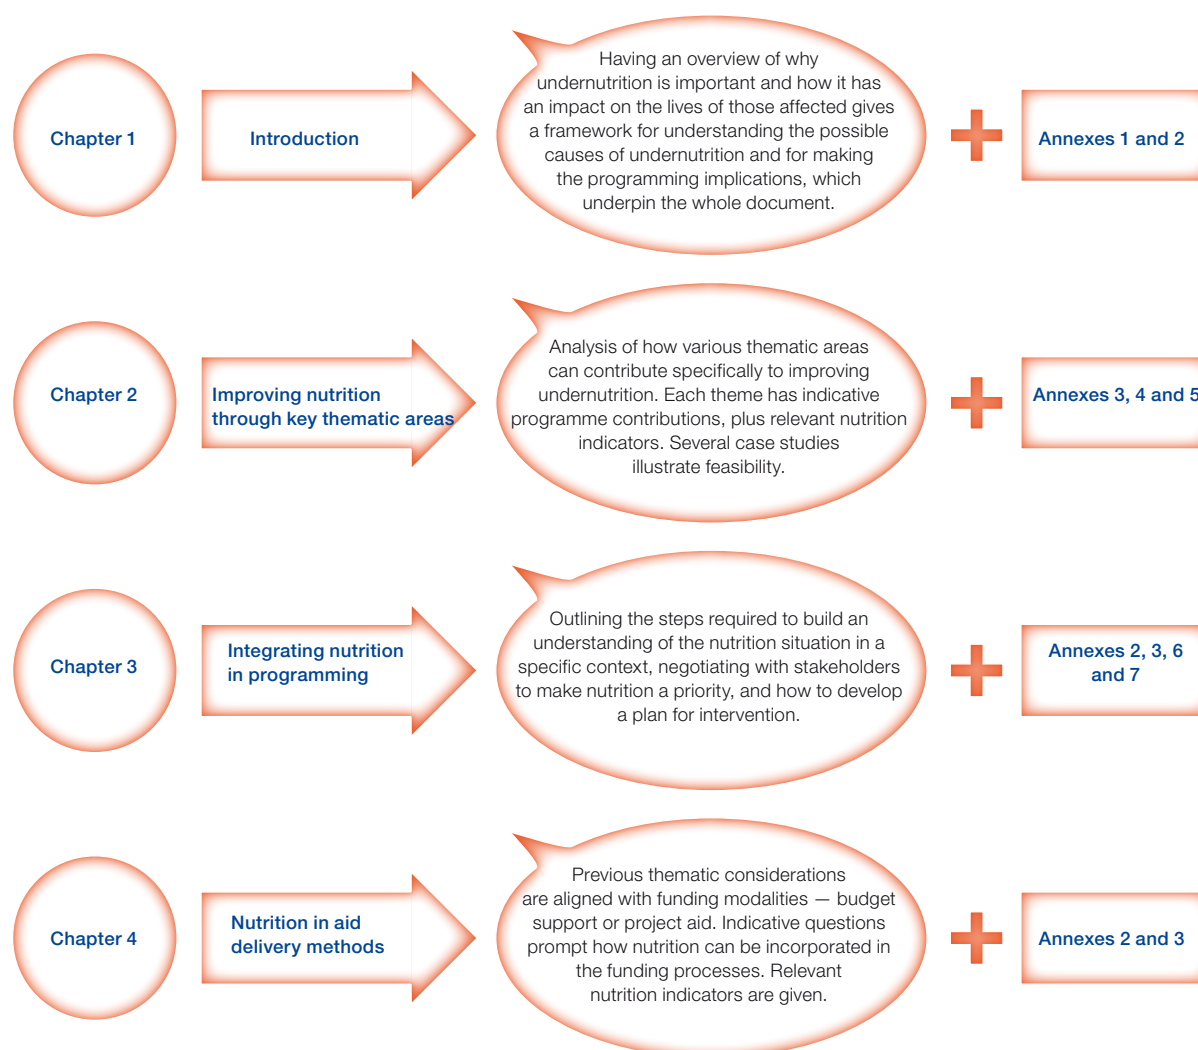 Chapter 1
Introduction
Having an overview of why
undernutrition is important and how it has
an impact on the lives of those affected gives
a framework for understanding the possible
causes of undernutrition and for making
the programming implications, which
underpin the whole document.
Annexes 1 and 2
Chapter 2
Improving nutrition
through key thematic areas
Analysis of how various thematic areas
can contribute specifically to improving
undernutrition. Each theme has indicative
programme contributions, plus relevant nutrition
indicators. Several case studies
illustrate feasibility.
Annexes 3, 4 and 5
Chapter 3
Integrating nutrition
in programming
Outlining the steps required to build an
understanding of the nutrition situation in a
specific context, negotiating with stakeholders
to make nutrition a priority, and how to develop
a plan for intervention.
Annexes 2, 3, 6
and 7
Chapter 4
Nutrition in aid
delivery methods
Previous thematic considerations
are aligned with funding modalities — budget
support or project aid. Indicative questions
prompt how nutrition can be incorporated in
the funding processes. Relevant
nutrition indicators are given.
Annexes 2 and 3